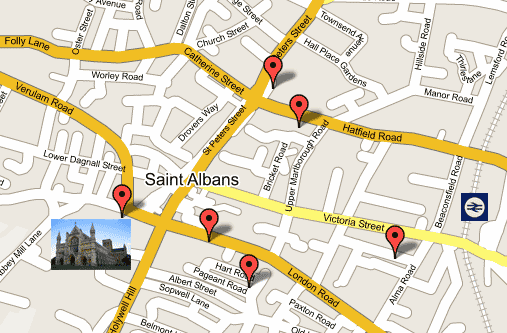 Folly Lane
Oster Street
Dalton Street
Church Street
Townsend Avenue
Hall Place Gardens
Hillside Road
Lemsford Road
Catherine Street
Worley Road
Manor Road
Verulam Road
Drovers Way
St Peters Street
Hatfield Road
Lower Dagnall Street
Bricket Road
Upper Marlborough Road
Beaconsfield Road
Saint Albans
Victoria Street
Abbey Mill Lane
Hart Road
Pageant Road
Albert Street
Sopwell Lane
London Road
Alma Road
Paxton Road
Holywell Hill
Belmont